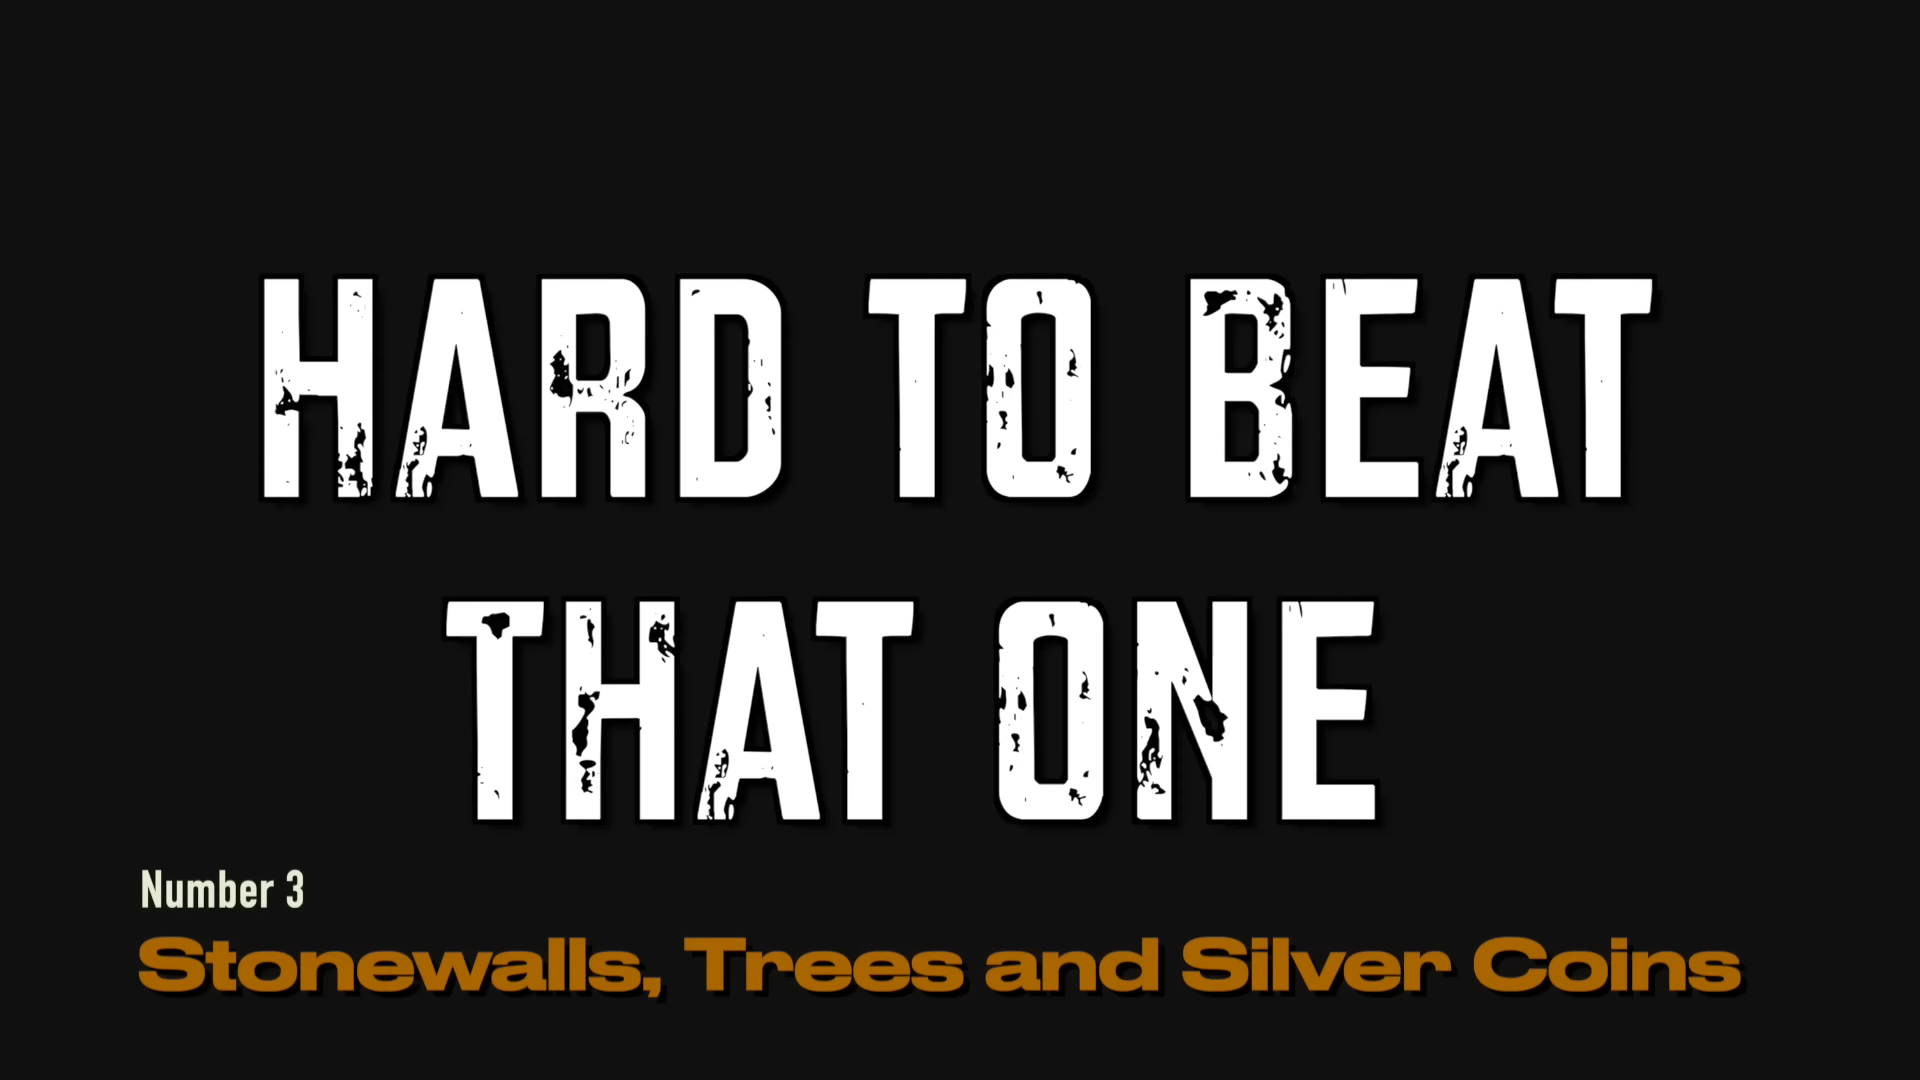 HARD TO BEAT
THAT ONE
Number 3
Stonewalls, Trees and Silver Coins